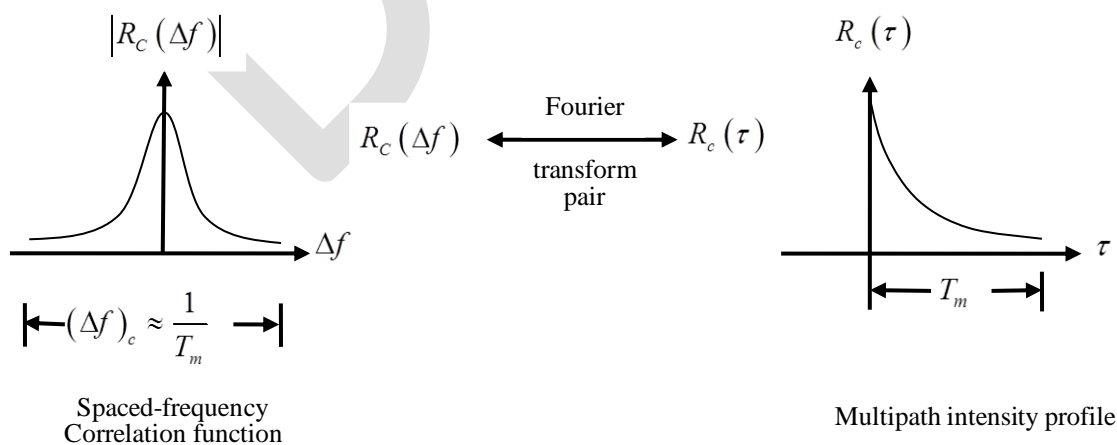 |R_C(Δf)|
R_c(τ)
Fourier
R_C(Δf)
R_c(τ)
transform
pair
Δf
τ
T_m
(Δf)_c ≈ 1/T_m
Spaced-frequency
Correlation function
Multipath intensity profile